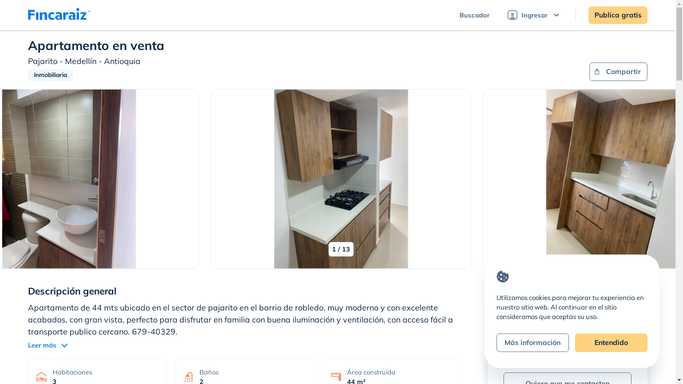 Fincaraiz
Buscador
Ingresar
Publica gratis
Apartamento en venta
Pajarito - Medellín - Antioquia
Inmobiliaria
Compartir
1 / 13
Descripción general
Apartamento de 44 mts ubicado en el sector de pajarito en el barrio de robledo, muy moderno y con excelente
acabados, con gran vista, perfecto para disfrutar en familia con buena iluminación y ventilación, con acceso fácil a
transporte publico cercano. 679-40329.
Leer más
Habitaciones
3
Baños
2
Área construida
44 m²
Utilizamos cookies para mejorar tu experiencia en
nuestro sitio web. Al continuar en el sitio
consideramos que aceptas su uso.
Más información
Entendido
Quiero que me contacten